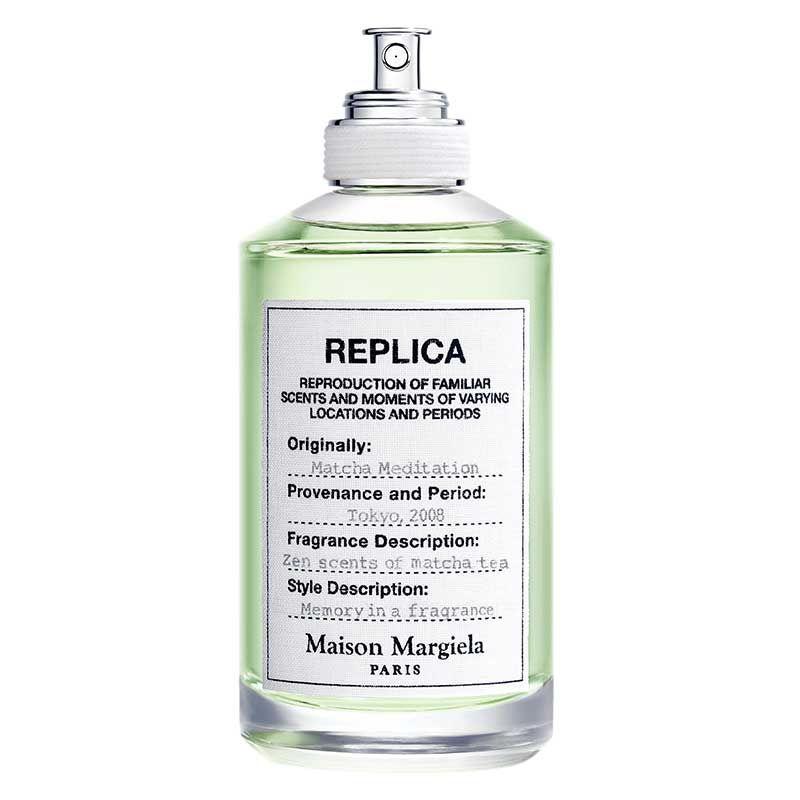 REPLICA
REPRODUCTION OF FAMILIAR
SCENTS AND MOMENTS OF VARYING
LOCATIONS AND PERIODS
Originally:
Matcha Meditation
Provenance and Period:
Tokyo, 2008
Fragrance Description:
Zen scents of matcha tea
Style Description:
Memory in a fragrance
Maison Margiela
PARIS